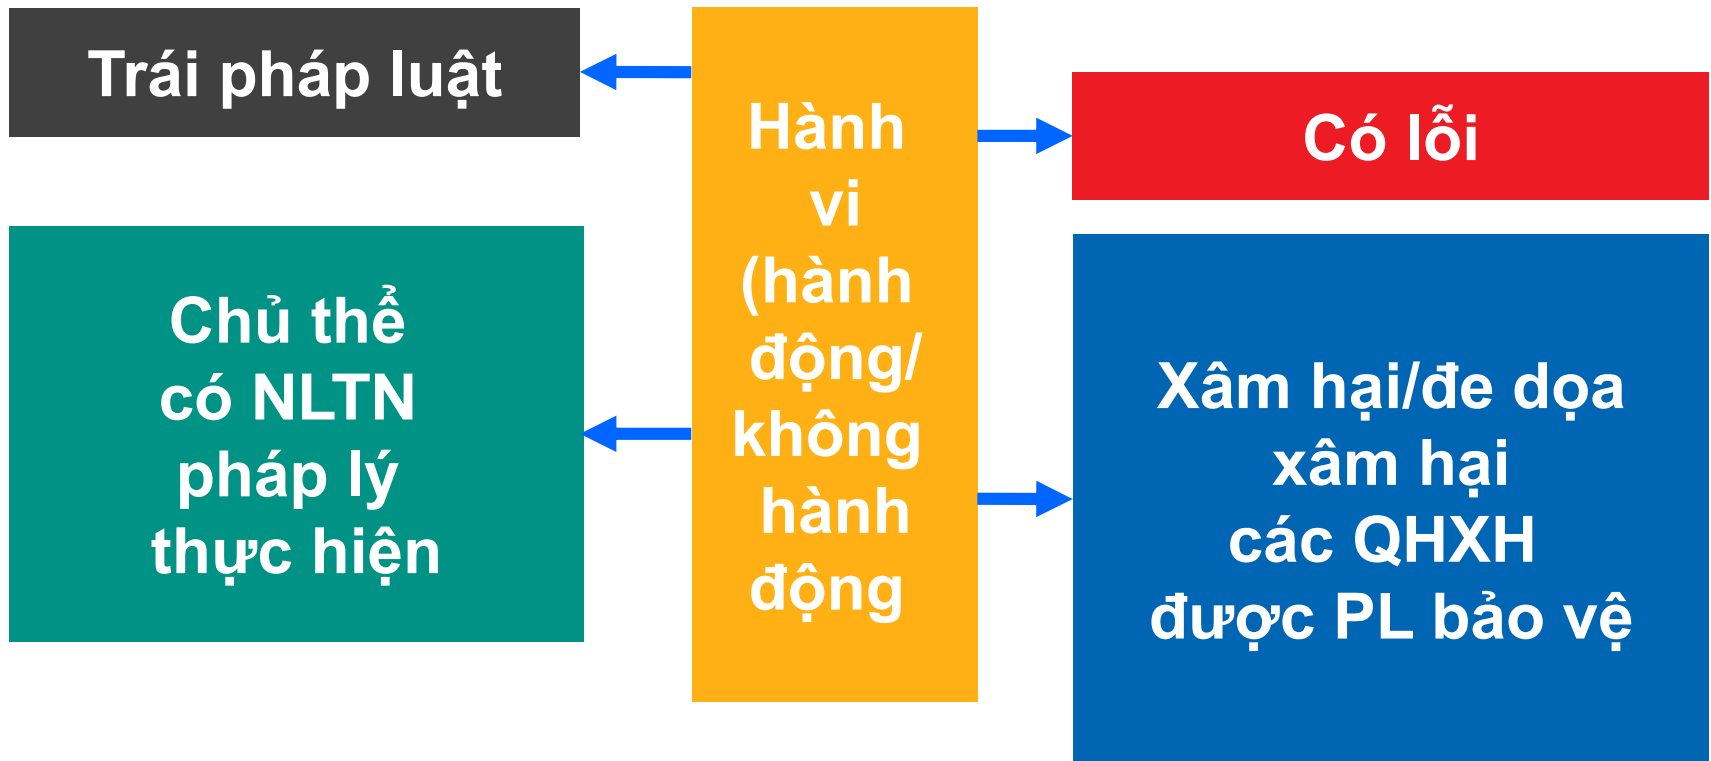 Trái pháp luật
Chủ thể
có NLTN
pháp lý
thực hiện
Hành
vi
(hành
động/
không
hành
động
Có lỗi
Xâm hại/đe dọa
xâm hại
các QHXH
được PL bảo vệ